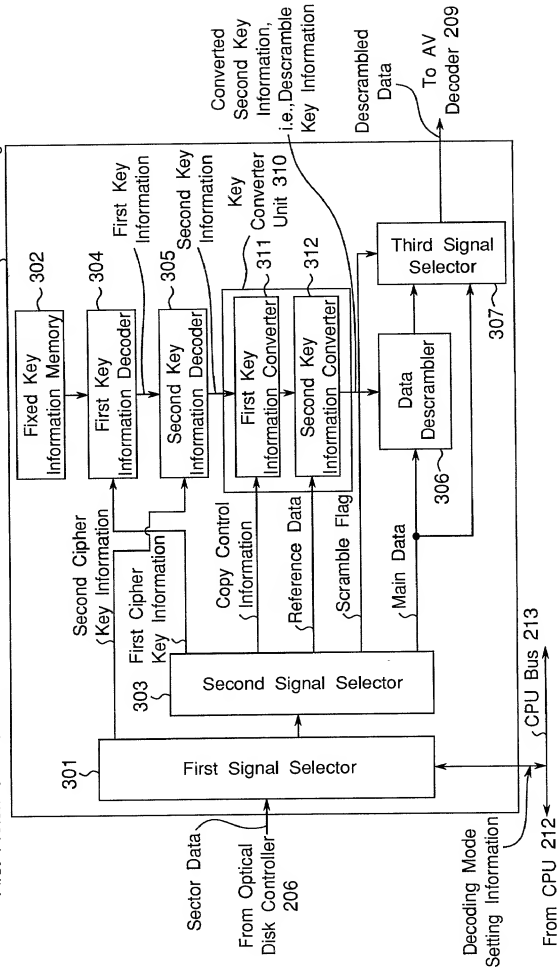 Fixed Key
Information Memory
302
First Key
Information Decoder
304
First Key
Information
Second Key
Information Decoder
305
Second Key
Information
Key
Converter
Unit 310
First Key
Information Converter
311
Second Key
Information Converter
312
Converted
Second Key
Information,
i.e.,Descramble
Key Information
Second Cipher
Key Information
First Cipher
Key Information
Copy Control
Information
Reference Data
Scramble Flag
Main Data
301
First Signal Selector
303
Second Signal Selector
Data
Descrambler
306
Third Signal
Selector
307
Descrambled
Data
To AV
Decoder 209
Sector Data
From Optical
Disk Controller
206
Decoding Mode
Setting Information
From CPU 212
CPU Bus 213